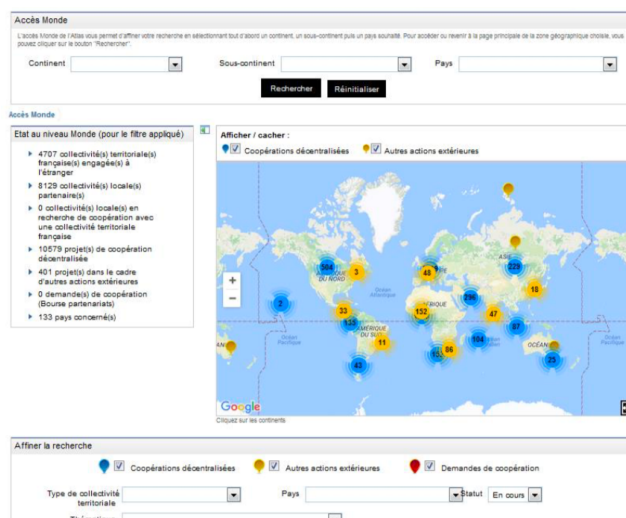 Accès Monde
L'accès Monde de l'Atlas vous permet d'affiner votre recherche en sélectionnant tout d'abord un continent, un sous-continent puis un pays souhaité. Pour accéder ou revenir à la page principale de la zone géographique choisie, vous
pouvez cliquer sur le bouton "Rechercher".
Continent Sous-continent Pays
Rechercher Réinitialiser
Accès Monde
Etat au niveau Monde (pour le filtre appliqué)
4707 collectivité(s) territoriale(s)
française(s) engagée(s) à
l'étranger
8129 collectivité(s) locale(s)
partenaire(s)
0 collectivité(s) locale(s) en
recherche de coopération avec
une collectivité territoriale
française
10579 projet(s) de coopération
décentralisée
401 projet(s) dans le cadre
d'autres actions extérieures
0 demande(s) de coopération
(Bourse partenariats)
133 pays concerné(s)
Afficher / cacher :
Coopérations décentralisées Autres actions extérieures
ASIE
3 48 229
DU NORD
18
+
Océan
Atlantique
2 296
−
33 152 AFRIQUE 47
135 87
AMÉRIQUE
DU SUD
11 86 104
Océan
Pacifique
OCÉANIE
43 25
Google
Cliquez sur les continents
Affiner la recherche
Coopérations décentralisées Autres actions extérieures Demandes de coopération
Type de collectivité
territoriale
Pays Statut En cours